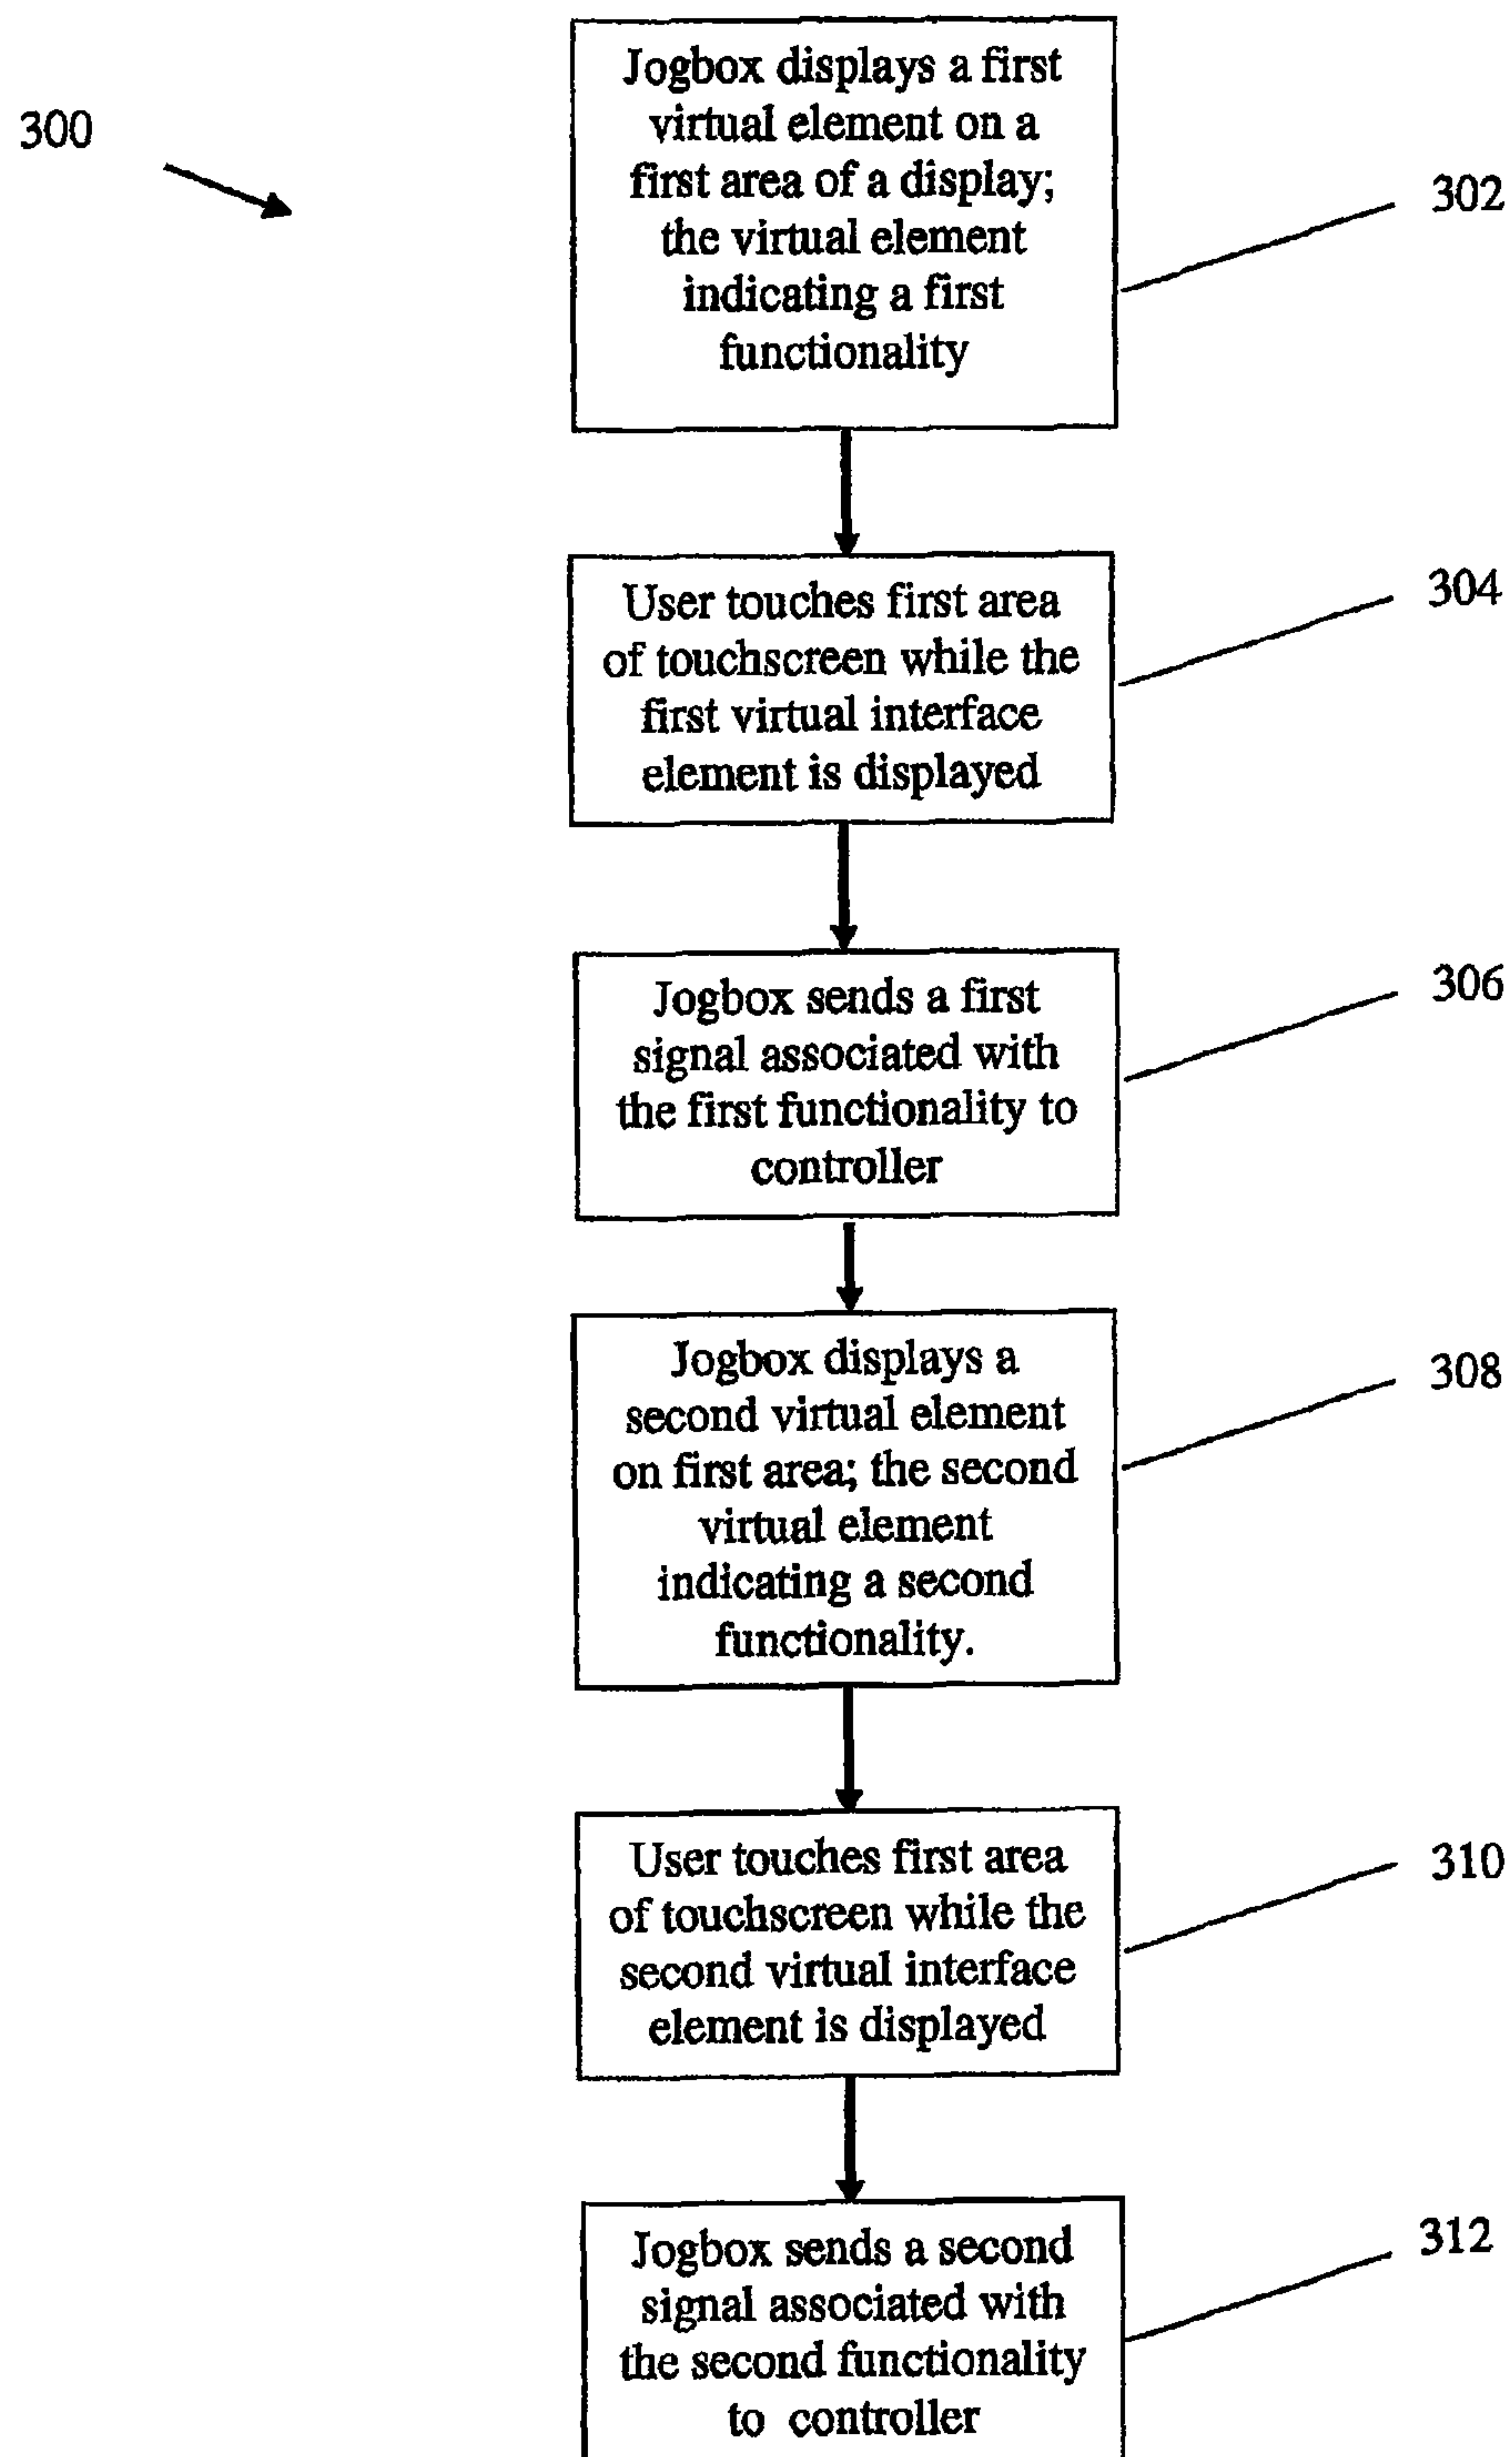 300
Jogbox displays a first
virtual element on a
first area of a display;
the virtual element
indicating a first
functionality
302
User touches first area
of touchscreen while the
first virtual interface
element is displayed
304
Jogbox sends a first
signal associated with
the first functionality to
controller
306
Jogbox displays a
second virtual element
on first area; the second
virtual element
indicating a second
functionality.
308
User touches first area
of touchscreen while the
second virtual interface
element is displayed
310
Jogbox sends a second
signal associated with
the second functionality
to controller
312